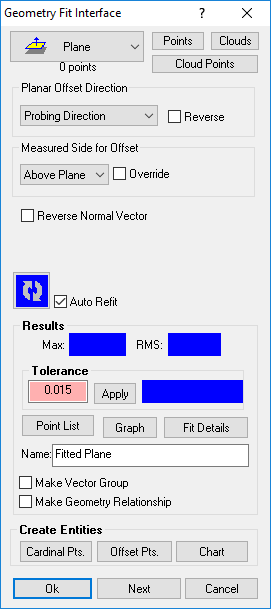 Geometry Fit Interface ?
Plane Points Clouds
0 points Cloud Points
Planar Offset Direction
Probing Direction Reverse
Measured Side for Offset
Above Plane Override
Reverse Normal Vector
Auto Refit
Results
Max: RMS:
Tolerance
0.015 Apply
Point List Graph Fit Details
Name: Fitted Plane
Make Vector Group
Make Geometry Relationship
Create Entities
Cardinal Pts. Offset Pts. Chart
Ok Next Cancel